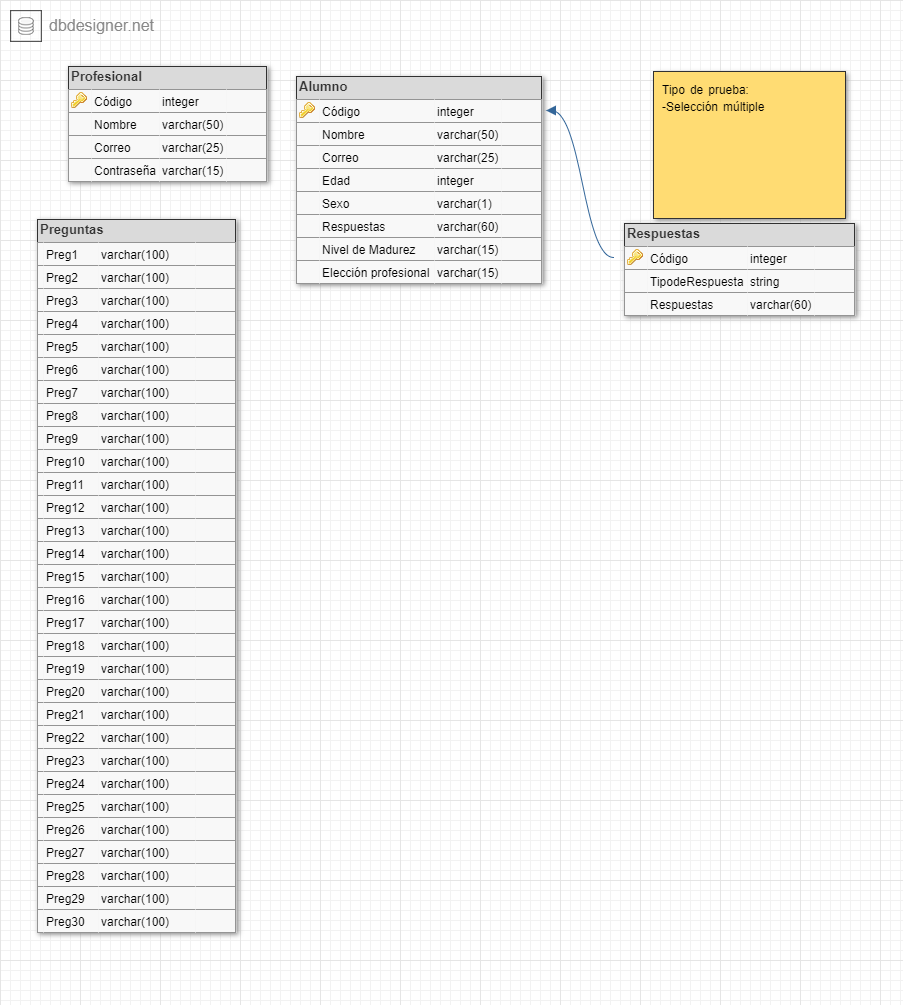 dbdesigner.net
Profesional
Código integer
Nombre varchar(50)
Correo varchar(25)
Contraseña varchar(15)
Alumno
Código integer
Nombre varchar(50)
Correo varchar(25)
Edad integer
Sexo varchar(1)
Respuestas varchar(60)
Nivel de Madurez varchar(15)
Elección profesional varchar(15)
Tipo de prueba:
-Selección múltiple
Respuestas
Código integer
TipodeRespuesta string
Respuestas varchar(60)
Preguntas
Preg1 varchar(100)
Preg2 varchar(100)
Preg3 varchar(100)
Preg4 varchar(100)
Preg5 varchar(100)
Preg6 varchar(100)
Preg7 varchar(100)
Preg8 varchar(100)
Preg9 varchar(100)
Preg10 varchar(100)
Preg11 varchar(100)
Preg12 varchar(100)
Preg13 varchar(100)
Preg14 varchar(100)
Preg15 varchar(100)
Preg16 varchar(100)
Preg17 varchar(100)
Preg18 varchar(100)
Preg19 varchar(100)
Preg20 varchar(100)
Preg21 varchar(100)
Preg22 varchar(100)
Preg23 varchar(100)
Preg24 varchar(100)
Preg25 varchar(100)
Preg26 varchar(100)
Preg27 varchar(100)
Preg28 varchar(100)
Preg29 varchar(100)
Preg30 varchar(100)